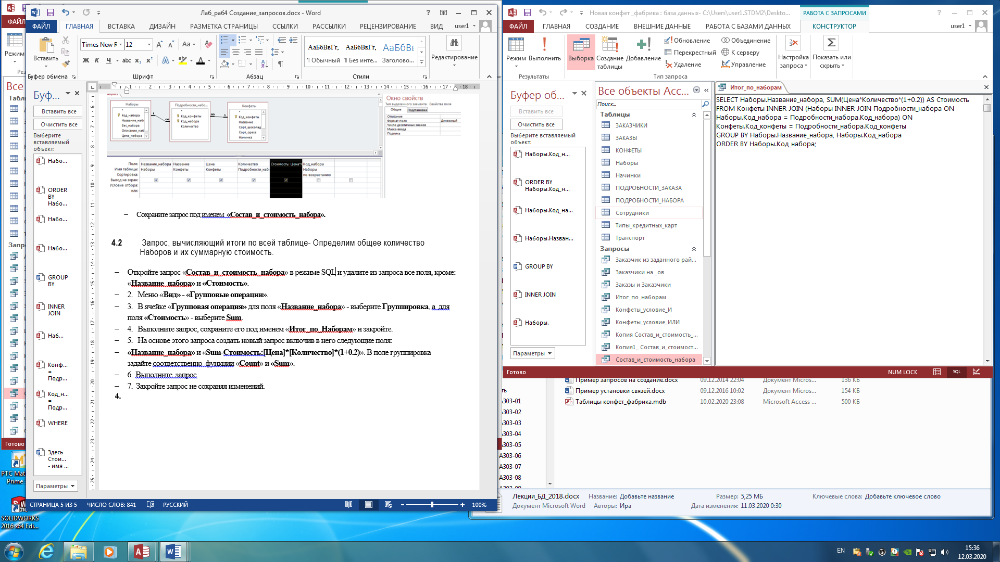 Лаб_раб4 Создание_запросов.docx - Word
ФАЙЛ ГЛАВНАЯ ВСТАВКА ДИЗАЙН РАЗМЕТКА СТРАНИЦЫ ССЫЛКИ РАССЫЛКИ РЕЦЕНЗИРОВАНИЕ ВИД user1
Вставить
Буфер обмена
Times New R 12
Шрифт
Абзац
АаБбВвГг, АаБбВвГг, АаБбВв
¶ Обычный ¶ Без инте... Заголово...
Стили
Редактирование
Режим
Все
Буф...
Вставить все
Очистить все
Выберите вставляемый объект:
Набо...
ORDER BY Набо...
Набо...
Набо...
GROUP BY
INNER JOIN
Наб...
Конф... = Подр...
Код_н... = Подр...
WHERE
Здесь Стои... - имя ...
Параметры
Наборы
Код_набора
Название_наб
Вес_набора
Описание_наб
Цена_набора
Подробности_набо...
Код_конфеты
Код_набора
Количество
Конфеты
Код_конфеты
Название
Сорт_шоколад
Сорт_ореха
Начинка
Окно свойств
Тип выделенного элемента: Свойства поля
Общие Подстановка
Описание
Формат поля Денежный
Число десятичных знаков
Маска ввода
Подпись
Поле: Название_набора Название Цена Количество Стоимость: Цена* Код_набора
Имя таблицы: Наборы Конфеты Конфеты Подробности_наб Наборы
Сортировка: по возрастанию
Вывод на экран:
Условие отбора:
или:
– Сохраните запрос под именем «Состав_и_стоимость_набора».
4.2 Запрос, вычисляющий итоги по всей таблице- Определим общее количество
Наборов и их суммарную стоимость.
– Откройте запрос «Состав_и_стоимость_набора» в режиме SQL и удалите из запроса все поля, кроме:
«Название_набора» и «Стоимость».
– 2. Меню «Вид» - «Групповые операции».
– 3. В ячейке «Групповая операция» для поля «Название_набора» - выберите Группировка, а для
поля «Стоимость» - выберите Sum.
– 4. Выполните запрос, сохраните его под именем «Итог_по_Наборам» и закройте.
– 5. На основе этого запроса создать новый запрос включив в него следующие поля:
– «Название_набора» и «Sum-Стоимость:[Цена]*[Количество]*(1+0.2)». В поле группировка
задайте соответственно функции «Count» и «Sum».
– 6. Выполните запрос.
– 7. Закройте запрос не сохраняя изменений.
4.
СТРАНИЦА 5 ИЗ 5 ЧИСЛО СЛОВ: 841 РУССКИЙ 100%
Готово
Новая конфет _фабрика : база данных- C:\Users\user1.STDM2\Deskto...
РАБОТА С ЗАПРОСАМИ
ФАЙЛ ГЛАВНАЯ СОЗДАНИЕ ВНЕШНИЕ ДАННЫЕ РАБОТА С БАЗАМИ ДАННЫХ КОНСТРУКТОР user1
Режим Выполнить
Результаты
Выборка Создание таблицы Добавление
Обновление
Перекрестный
Удаление
Объединение
К серверу
Управление
Тип запроса
Настройка запроса
Показать или скрыть
Буфер об...
Вставить все
Очистить все
Выберите вставляемый объект:
Наборы.Код_н...
ORDER BY Наборы.Код_н...
Наборы.Код_на...
Наборы.Назван...
GROUP BY
INNER JOIN
Наборы.
Параметры
Все объекты Acc...
Поиск...
Таблицы
ЗАКАЗЧИКИ
ЗАКАЗЫ
КОНФЕТЫ
Наборы
Начинки
ПОДРОБНОСТИ_ЗАКАЗА
ПОДРОБНОСТИ_НАБОРА
Сотрудники
Типы_кредитных_карт
Транспорт
Запросы
Заказчик из заданного рай...
Заказчики на _ов
Заказы и Заказчики
Итог_по_наборам
Конфеты_условие_И
Конфеты_условие_ИЛИ
Копия Состав_и_стоимость_...
Копия1_ Состав_и_стоимост...
Состав_и_стоимость_набора
Итог_по_наборам
SELECT Наборы.Название_набора, SUM(Цена*Количество*(1+0.2)) AS Стоимость
FROM Конфеты INNER JOIN (Наборы INNER JOIN Подробности_набора ON
Наборы.Код_набора = Подробности_набора.Код_набора) ON
Конфеты.Код_конфеты = Подробности_набора.Код_конфеты
GROUP BY Наборы.Название_набора, Наборы.Код_набора
ORDER BY Наборы.Код_набора;
Готово NUM LOCK SQL
Пример запросов на создание.docx 09.12.2014 22:04 Документ Micros... 136 КБ
Пример установки связей.docx 09.12.2016 10:02 Документ Micros... 154 КБ
Таблицы конфет_фабрика.mdb 10.02.2020 23:08 Microsoft Access ... 500 КБ
А303-01
А303-02
А303-03
А303-04
А303-05
А303-06
А303-07
А303-08
Лекции_БД_2018.docx Название: Добавьте название Размер: 5,25 МБ Ключевые слова: Добавьте ключевое слово
Документ Microsoft Word Авторы: Ира Дата изменения: 11.03.2020 0:30
PTC Mat
Prime 3
SOLIDWORKS
2016 x64 Edi...
EN 15:36
12.03.2020